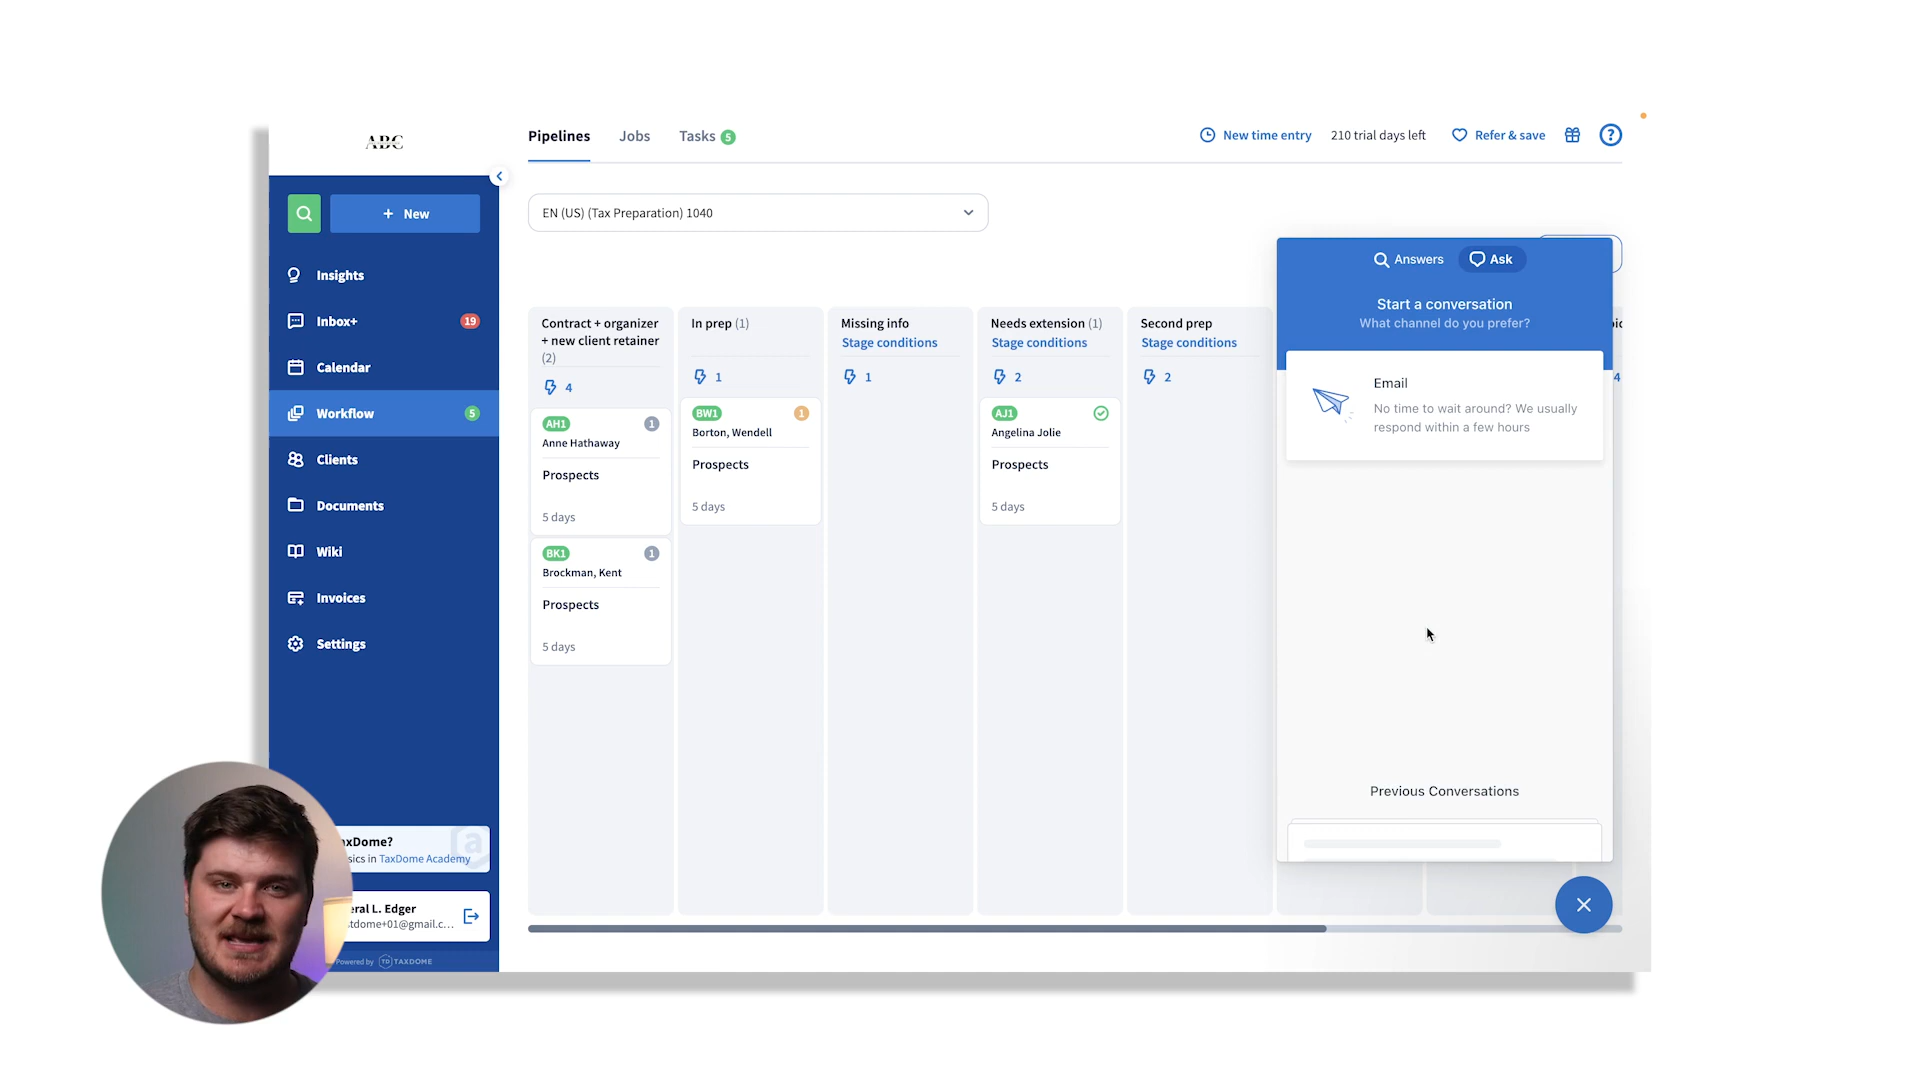 ABC
Pipelines
Jobs
Tasks 5
New time entry
210 trial days left
Refer & save
?
+ New
EN (US) (Tax Preparation) 1040
Insights
Inbox+ 19
Calendar
Workflow 5
Clients
Documents
Wiki
Invoices
Settings
Contract + organizer
+ new client retainer
(2)
4
AH1 1
Anne Hathaway
Prospects
5 days
BK1 1
Brockman, Kent
Prospects
5 days
In prep (1)
1
BW1 1
Borton, Wendell
Prospects
5 days
Missing info
Stage conditions
1
Needs extension (1)
Stage conditions
2
AJ1
Angelina Jolie
Prospects
5 days
Second prep
Stage conditions
2
4
Answers
Ask
Start a conversation
What channel do you prefer?
Email
No time to wait around? We usually
respond within a few hours
Previous Conversations
axDome?
sics in TaxDome Academy
eral L. Edger
tdome+01@gmail.c...
Powered by TD TAXDOME